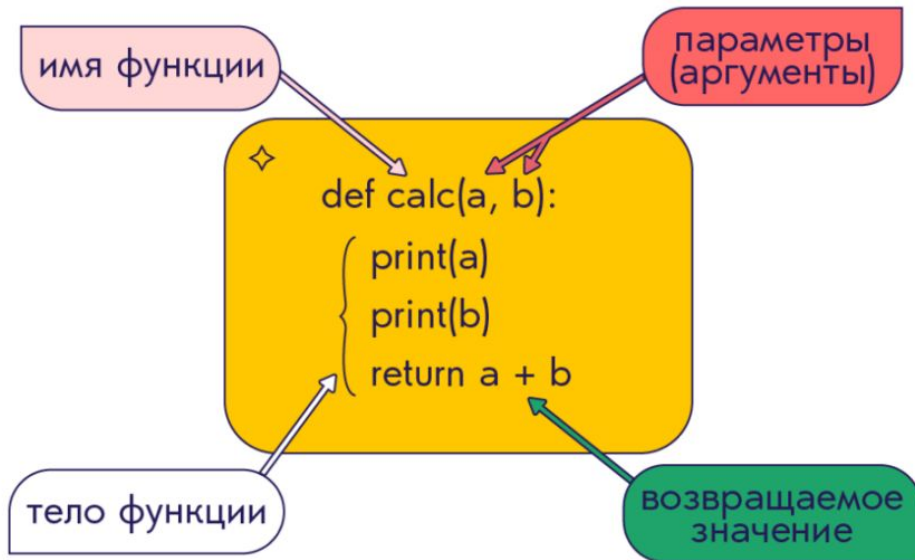 имя функции
параметры
(аргументы)
def calc(a, b):
print(a)
print(b)
return a + b
тело функции
возвращаемое
значение